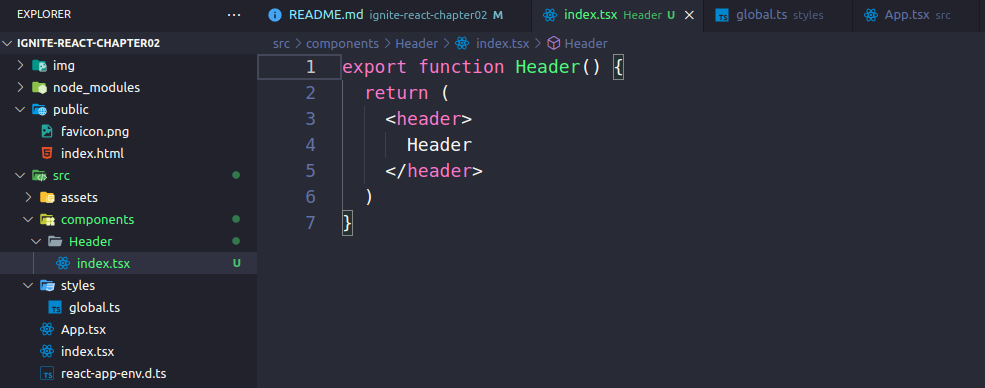 EXPLORER ...
README.md ignite-react-chapter02 M
index.tsx Header U
global.ts styles
App.tsx src
IGNITE-REACT-CHAPTER02
img
node_modules
public
favicon.png
index.html
src
assets
components
Header
index.tsx U
styles
TS global.ts
App.tsx
index.tsx
TS react-app-env.d.ts
src > components > Header > index.tsx > Header
1 export function Header() {
2 return (
3 <header>
4 Header
5 </header>
6 )
7 }